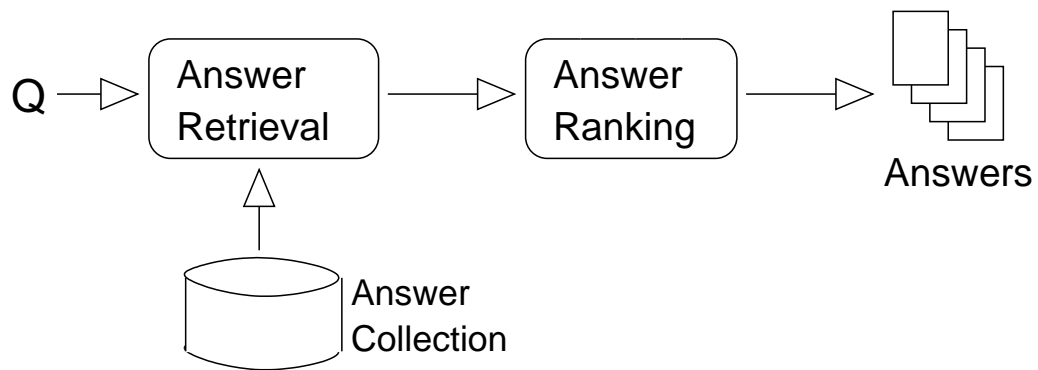 Q
Answer
Retrieval
Answer
Ranking
Answers
Answer
Collection